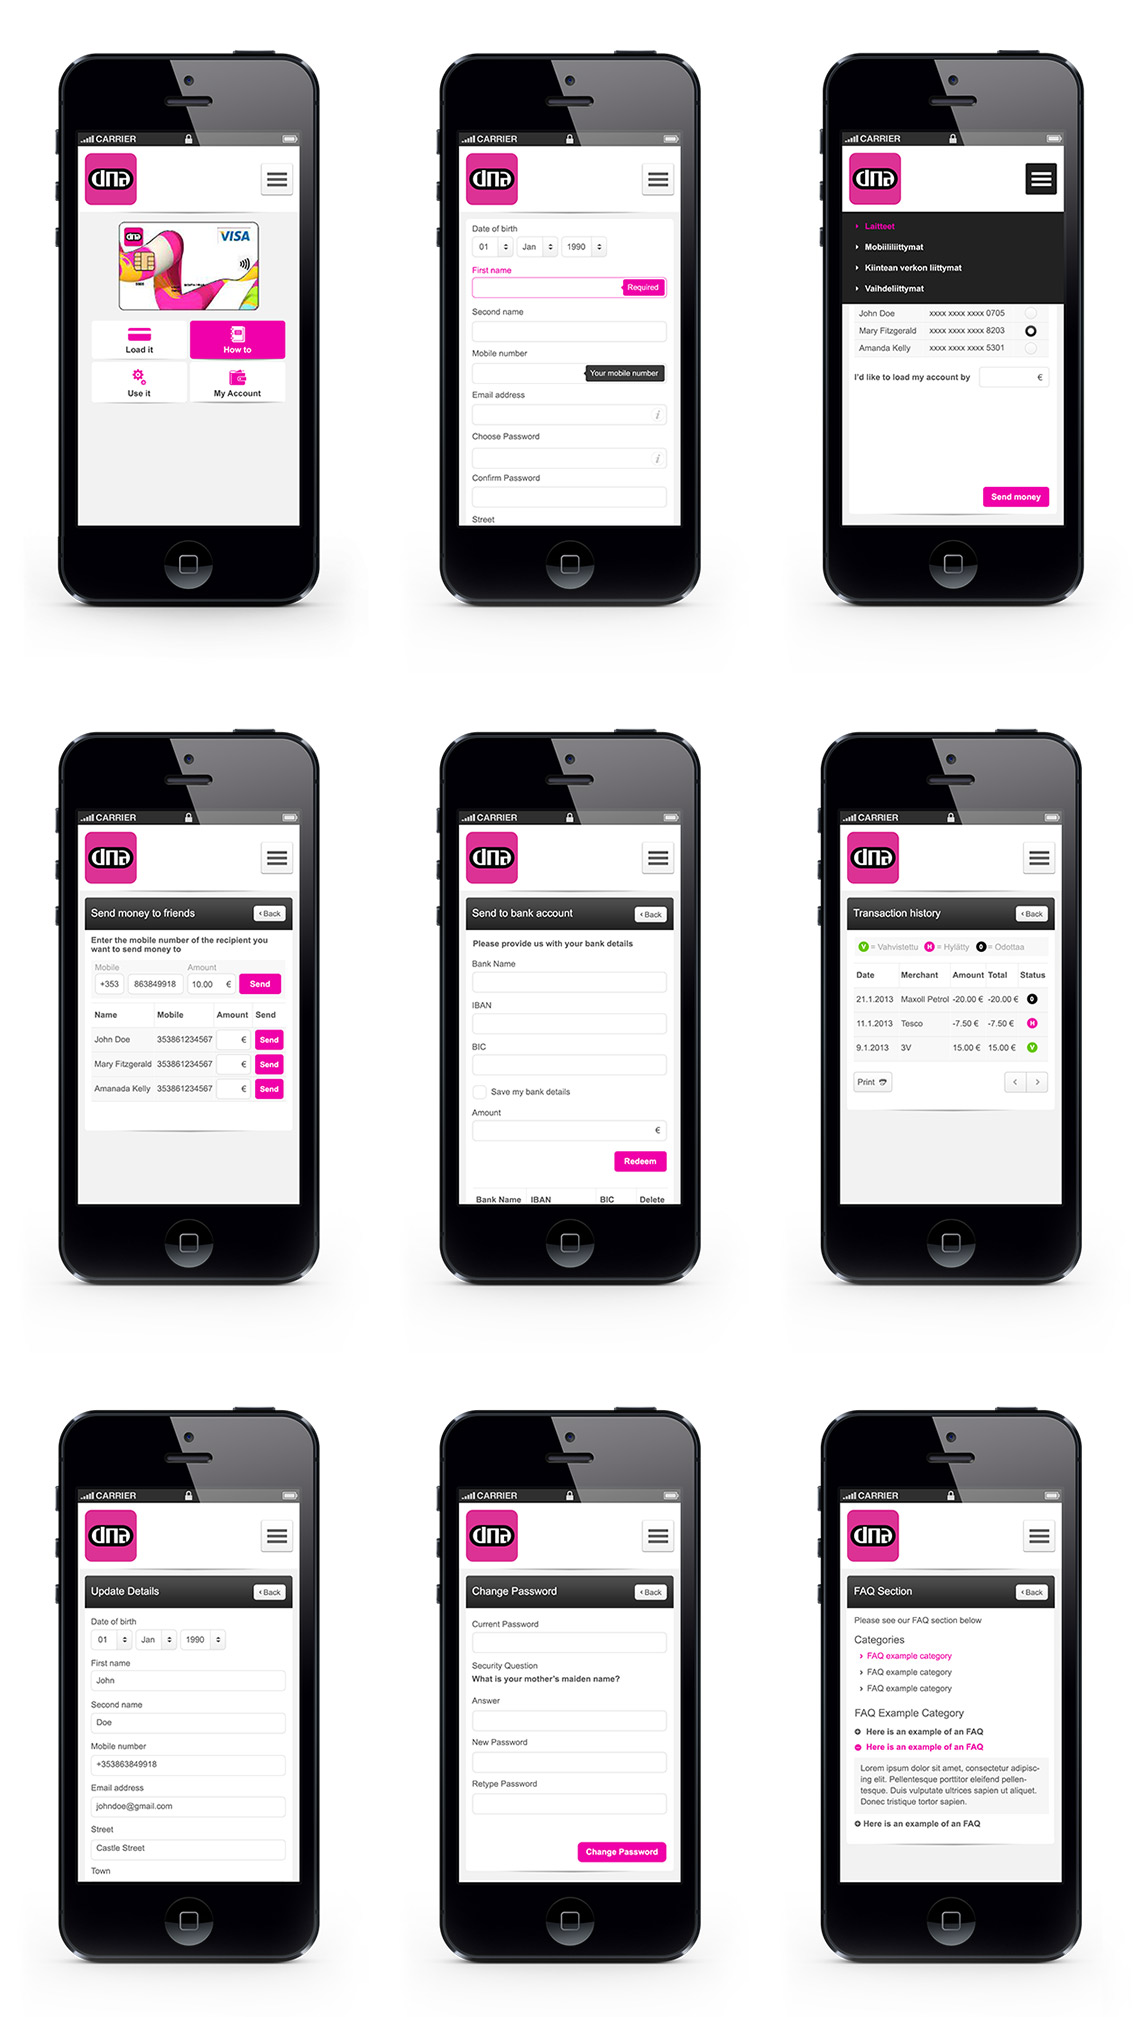 CARRIER
dna
VISA
Load it
How to
Use it
My Account
CARRIER
dna
Date of birth
01 Jan 1990
First name
Required
Second name
Mobile number
Your mobile number
Email address
i
Choose Password
i
Confirm Password
Street
CARRIER
dna
Laitteet
Mobiililiittymat
Kiintean verkon liittymat
Vaihdeliittymat
John Doe xxxx xxxx xxxx 0705
Mary Fitzgerald xxxx xxxx xxxx 8203
Amanda Kelly xxxx xxxx xxxx 5301
I'd like to load my account by €
Send money
CARRIER
dna
Send money to friends ‹ Back
Enter the mobile number of the recipient you
want to send money to
Mobile Amount
+353 863849918 10.00 € Send
Name Mobile Amount Send
John Doe 353861234567 € Send
Mary Fitzgerald 353861234567 € Send
Amanada Kelly 353861234567 € Send
CARRIER
dna
Send to bank account ‹ Back
Please provide us with your bank details
Bank Name
IBAN
BIC
Save my bank details
Amount
€
Redeem
Bank Name IBAN BIC Delete
CARRIER
dna
Transaction history ‹ Back
V = Vahvistettu H = Hylätty 0 = Odottaa
Date Merchant Amount Total Status
21.1.2013 Maxoll Petrol -20.00 € -20.00 € 0
11.1.2013 Tesco -7.50 € -7.50 € H
9.1.2013 3V 15.00 € 15.00 € V
Print ‹ ›
CARRIER
dna
Update Details ‹ Back
Date of birth
01 Jan 1990
First name
John
Second name
Doe
Mobile number
+353863849918
Email address
johndoe@gmail.com
Street
Castle Street
Town
CARRIER
dna
Change Password ‹ Back
Current Password
Security Question
What is your mother's maiden name?
Answer
New Password
Retype Password
Change Password
CARRIER
dna
FAQ Section ‹ Back
Please see our FAQ section below
Categories
› FAQ example category
› FAQ example category
› FAQ example category
FAQ Example Category
Here is an example of an FAQ
Here is an example of an FAQ
Lorem ipsum dolor sit amet, consectetur adipisc-
ing elit. Pellentesque porttitor eleifend pellen-
tesque. Duis vulputate ultrices sapien ut aliquet.
Donec tristique tortor sapien.
Here is an example of an FAQ